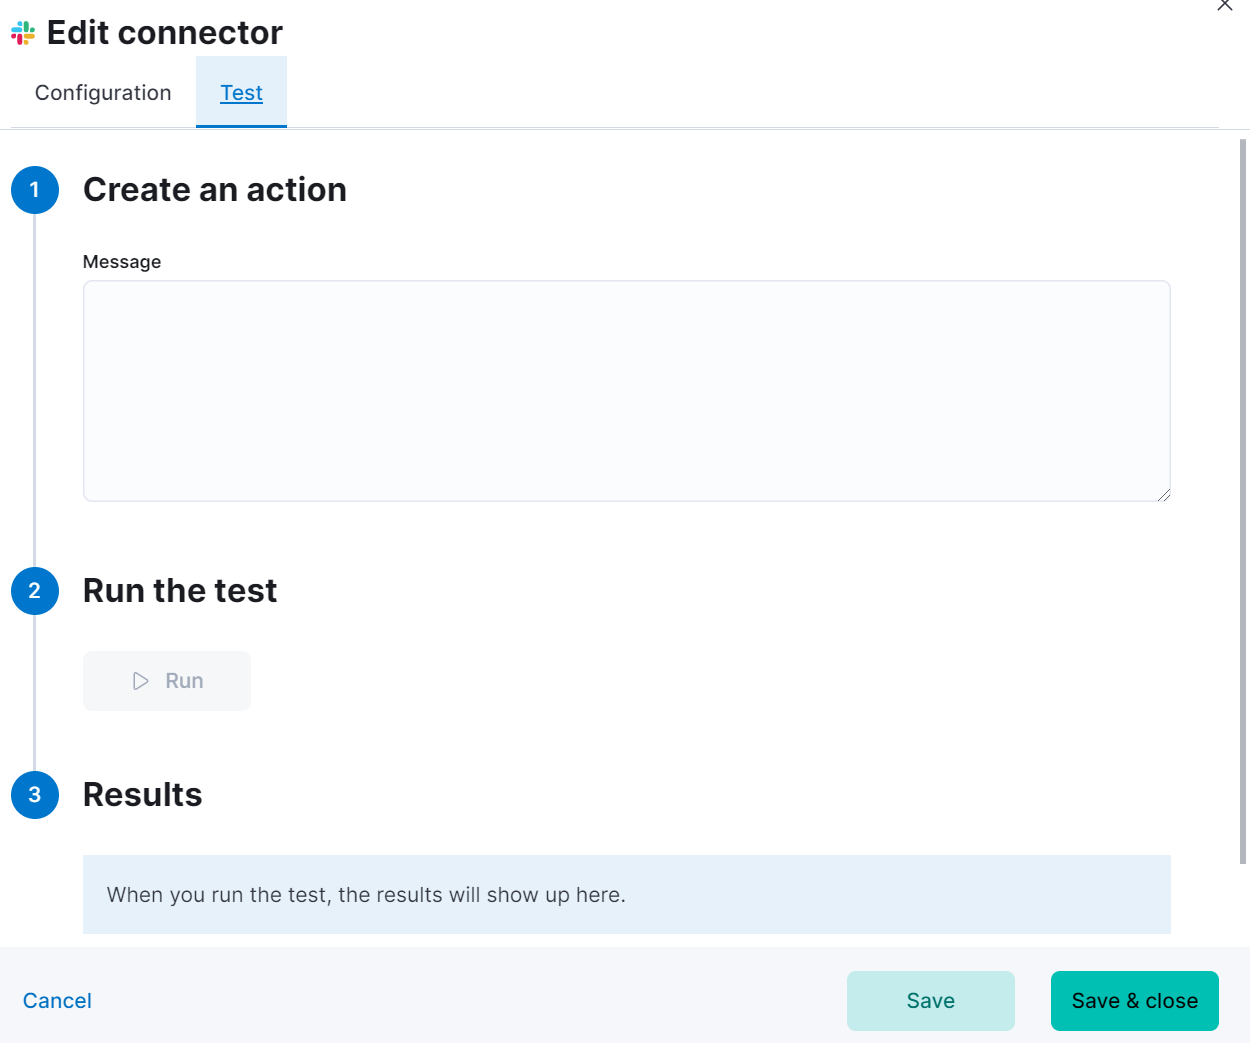 Edit connector
Configuration
Test
1
Create an action
Message
2
Run the test
Run
3
Results
When you run the test, the results will show up here.
Cancel
Save
Save & close